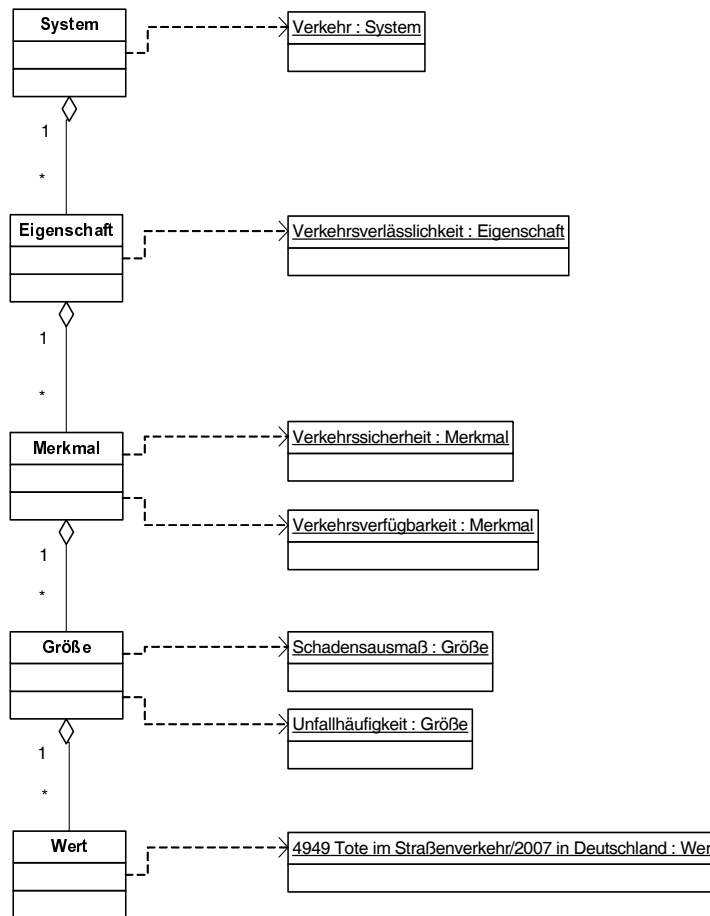 System
Verkehr : System
1
*
Eigenschaft
Verkehrsverlässlichkeit : Eigenschaft
1
*
Merkmal
Verkehrssicherheit : Merkmal
Verkehrsverfügbarkeit : Merkmal
1
*
Größe
Schadensausmaß : Größe
Unfallhäufigkeit : Größe
1
*
Wert
4949 Tote im Straßenverkehr/2007 in Deutschland : Wer